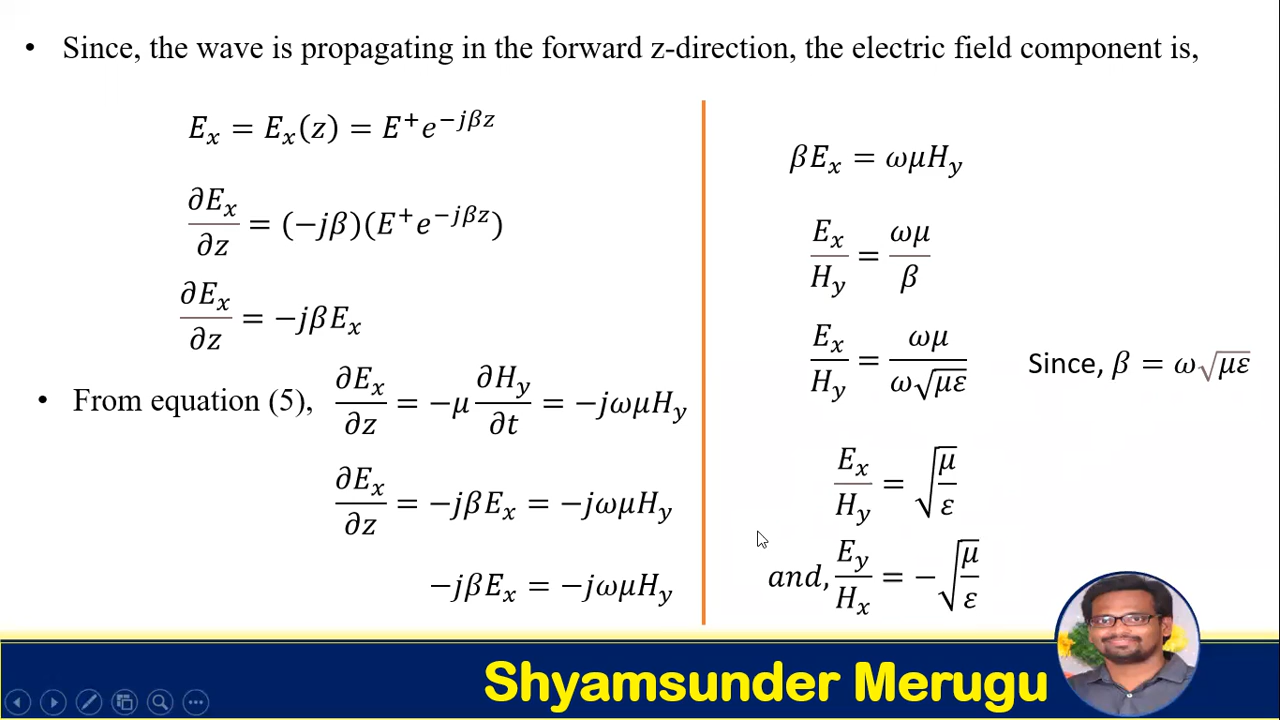 • Since, the wave is propagating in the forward z-direction, the electric field component is,
E_x = E_x(z) = E⁺e^{−jβz}
∂E_x/∂z = (−jβ)(E⁺e^{−jβz})
∂E_x/∂z = −jβE_x
• From equation (5), ∂E_x/∂z = −μ ∂H_y/∂t = −jωμH_y
∂E_x/∂z = −jβE_x = −jωμH_y
−jβE_x = −jωμH_y
βE_x = ωμH_y
E_x/H_y = ωμ/β
E_x/H_y = ωμ/(ω√(με)) Since, β = ω√(με)
E_x/H_y = √(μ/ε)
and, E_y/H_x = −√(μ/ε)
Shyamsunder Merugu